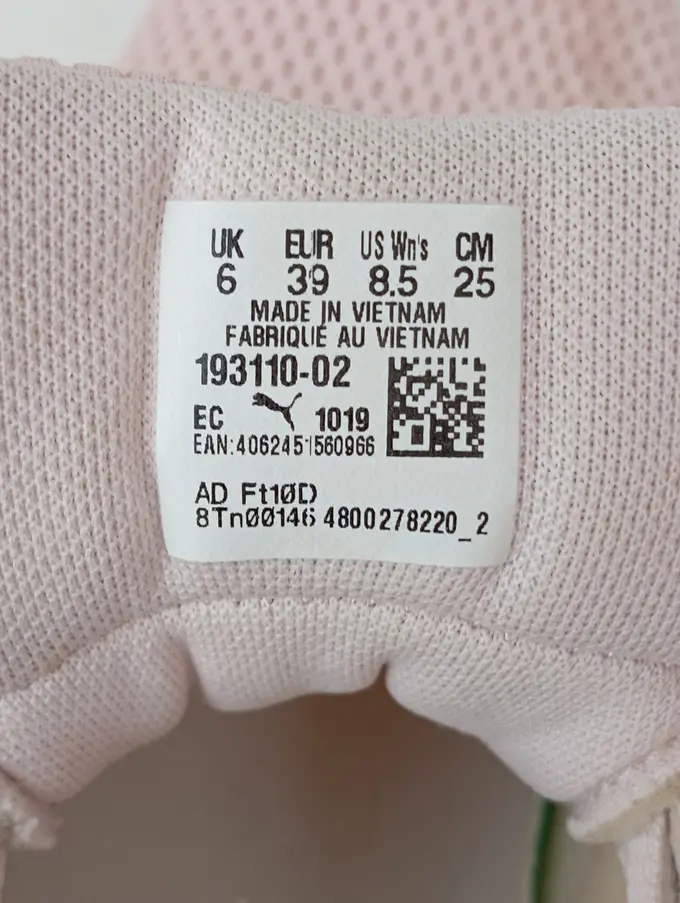 UK EUR US Wn's CM
6 39 8.5 25
MADE IN VIETNAM
FABRIQUÉ AU VIETNAM
193110-02
EC 1019
EAN:4062451560966
AD Ft10D
8Tn00146 4800278220_2